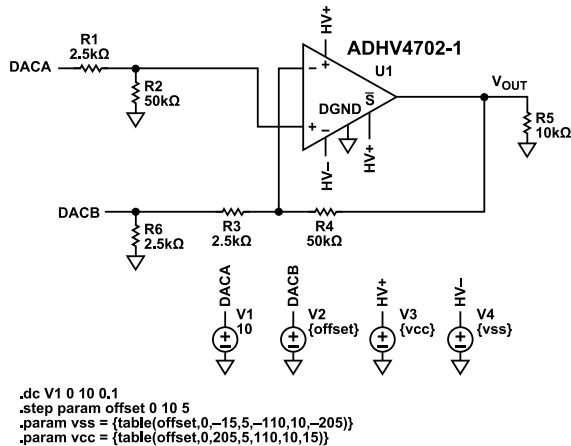 HV+
ADHV4702-1
U1
R1
2.5kΩ
DACA
R2
50kΩ
DGND
S̅
VOUT
R5
10kΩ
HV–
HV+
DACB
R6
2.5kΩ
R3
2.5kΩ
R4
50kΩ
DACA
V1
10
DACB
V2
{offset}
HV+
V3
{vcc}
HV–
V4
{vss}
.dc V1 0 10 0.1
.step param offset 0 10 5
.param vss = {table(offset,0,–15,5,–110,10,–205)}
.param vcc = {table(offset,0,205,5,110,10,15)}